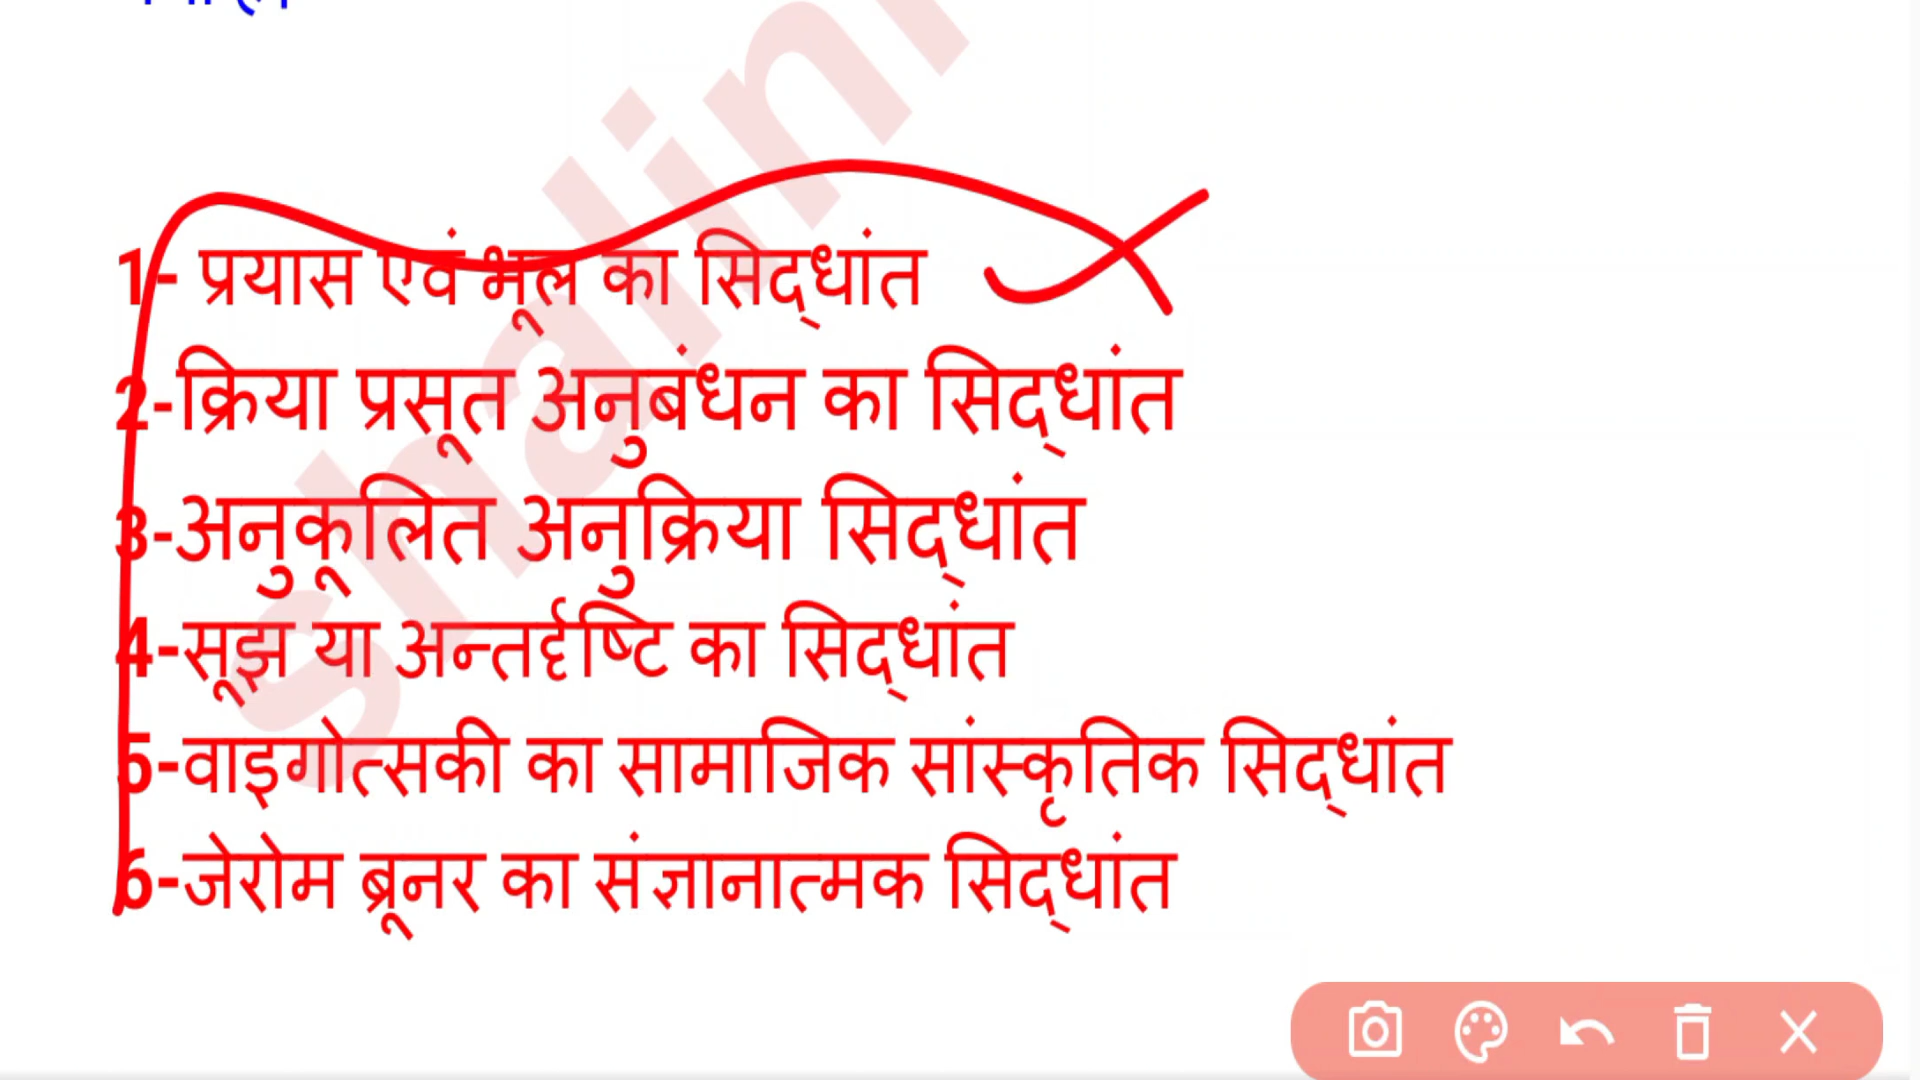 1- प्रयास एवं भूल का सिद्धांत
2-क्रिया प्रसूत अनुबंधन का सिद्धांत
3-अनुकूलित अनुक्रिया सिद्धांत
4-सूझ या अन्तर्दृष्टि का सिद्धांत
5-वाइगोत्सकी का सामाजिक सांस्कृतिक सिद्धांत
6-जेरोम ब्रूनर का संज्ञानात्मक सिद्धांत
shalini